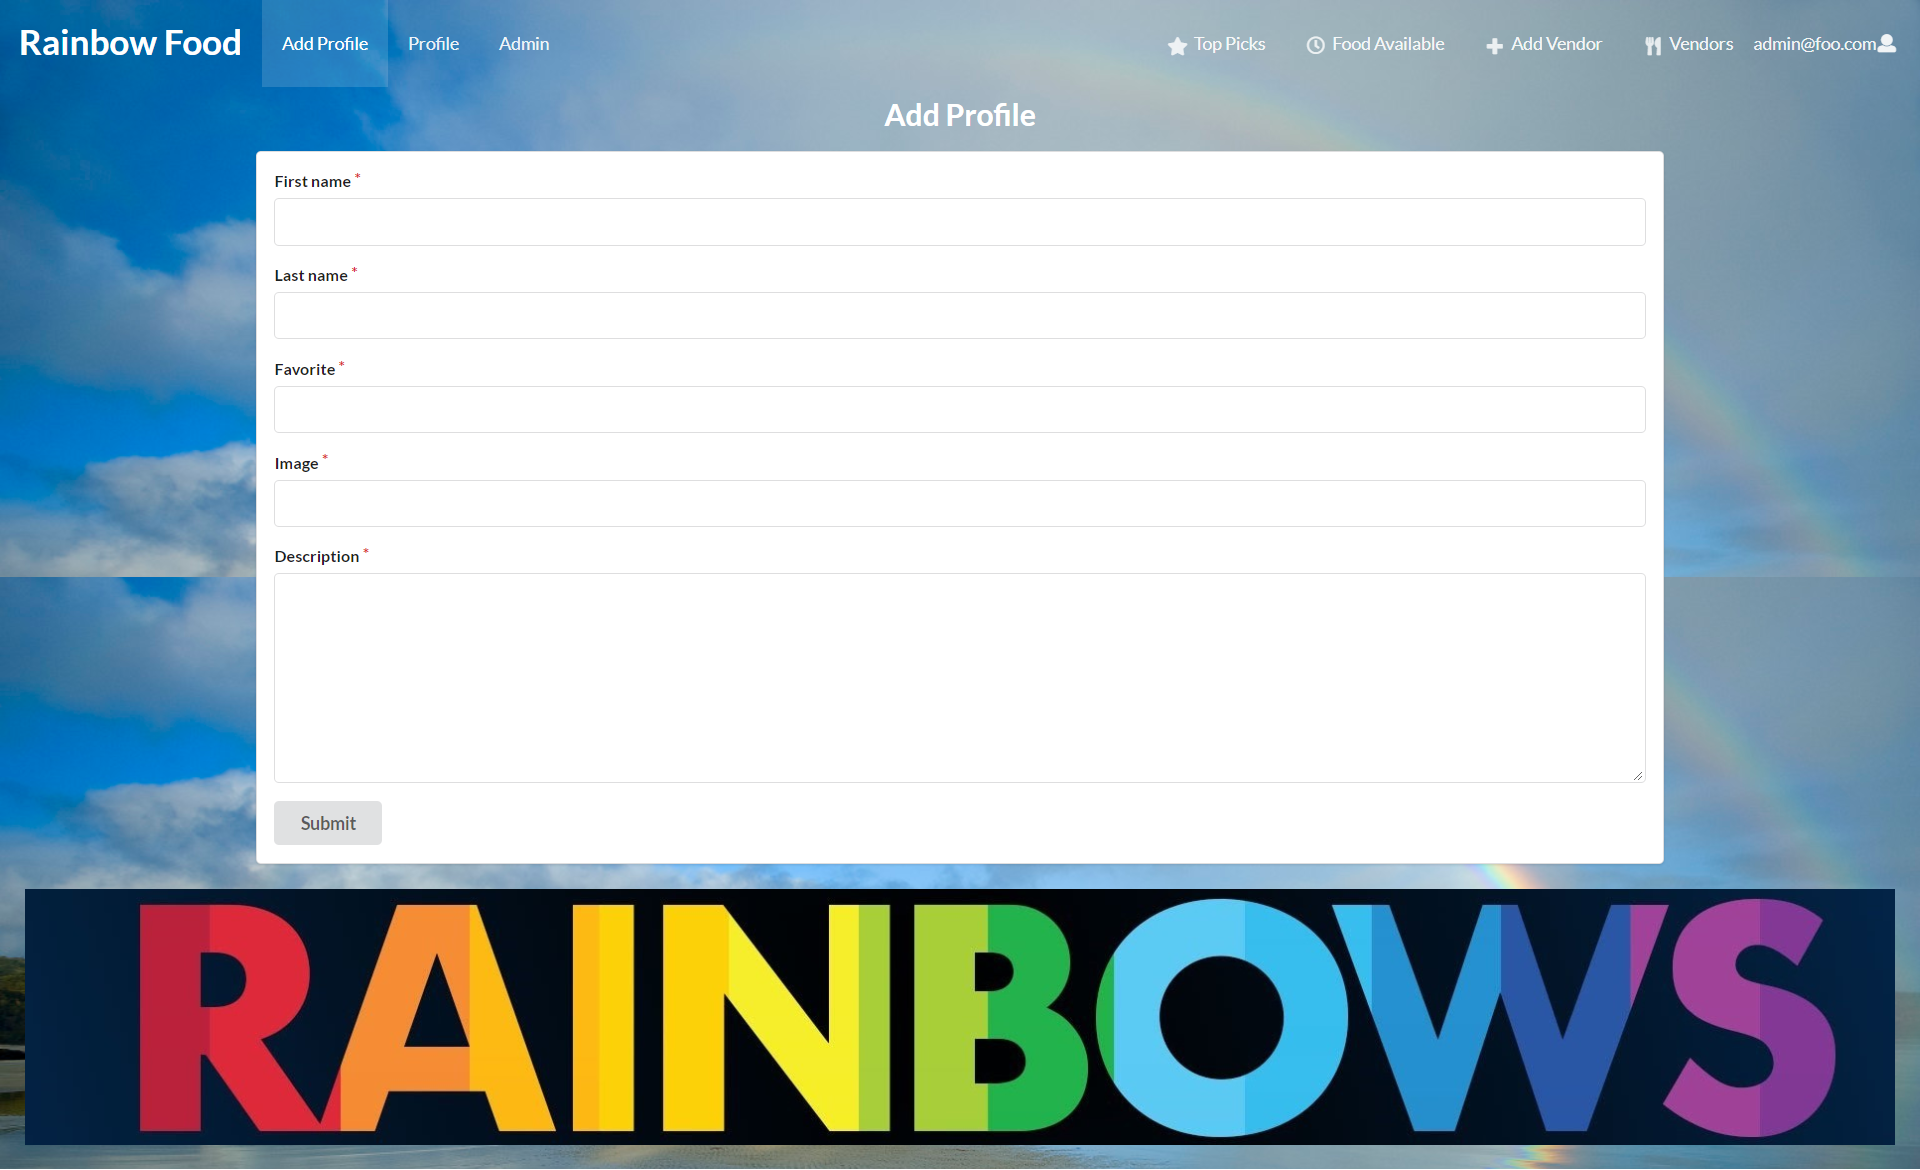 Rainbow Food Add Profile Profile Admin Top Picks Food Available Add Vendor Vendors admin@foo.com
Add Profile
First name *
Last name *
Favorite *
Image *
Description *
Submit
RAINBOWS